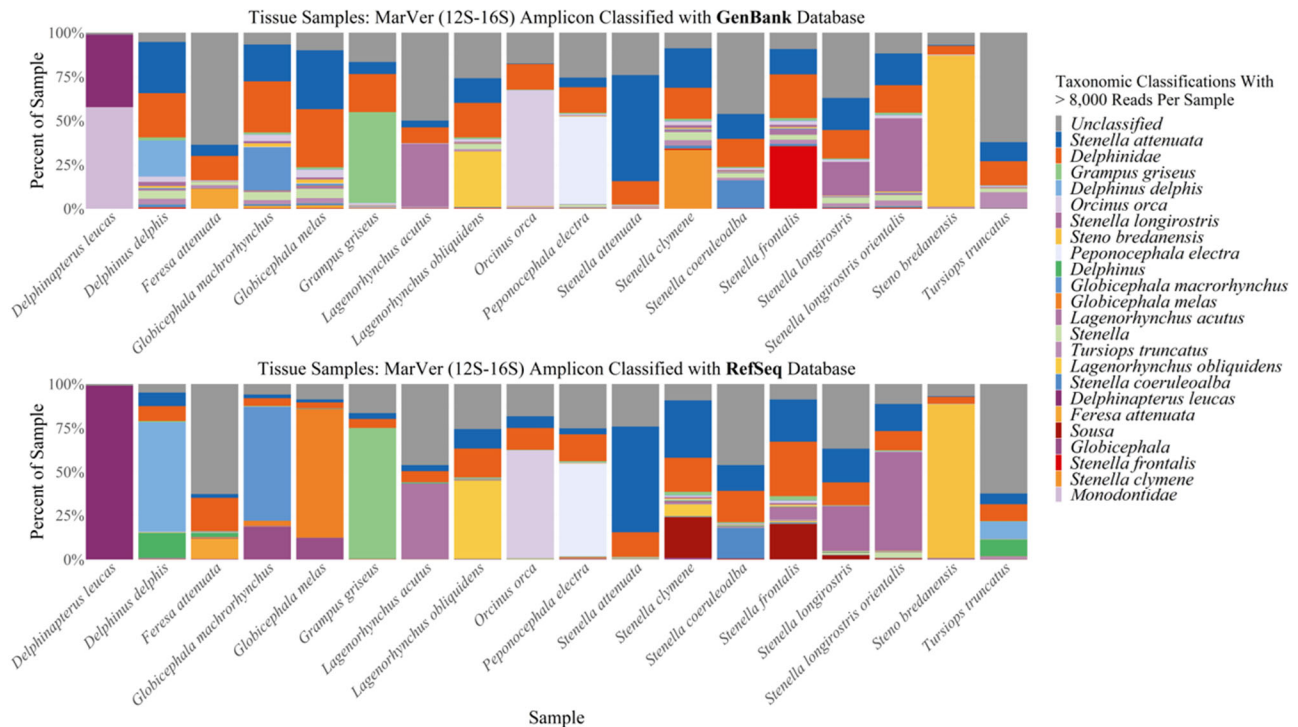 Tissue Samples: MarVer (12S-16S) Amplicon Classified with GenBank Database
Percent of Sample
100%
75%
50%
25%
0%
Delphinapterus leucas
Delphinus delphis
Feresa attenuata
Globicephala machrorhynchus
Globicephala melas
Grampus griseus
Lagenorhynchus acutus
Lagenorhynchus obliquidens
Orcinus orca
Peponocephala electra
Stenella attenuata
Stenella clymene
Stenella coeruleoalba
Stenella frontalis
Stenella longirostris
Stenella longirostris orientalis
Steno bredanensis
Tursiops truncatus
Tissue Samples: MarVer (12S-16S) Amplicon Classified with RefSeq Database
Percent of Sample
100%
75%
50%
25%
0%
Delphinapterus leucas
Delphinus delphis
Feresa attenuata
Globicephala machrorhynchus
Globicephala melas
Grampus griseus
Lagenorhynchus acutus
Lagenorhynchus obliquidens
Orcinus orca
Peponocephala electra
Stenella attenuata
Stenella clymene
Stenella coeruleoalba
Stenella frontalis
Stenella longirostris
Stenella longirostris orientalis
Steno bredanensis
Tursiops truncatus
Sample
Taxonomic Classifications With
> 8,000 Reads Per Sample
Unclassified
Stenella attenuata
Delphinidae
Grampus griseus
Delphinus delphis
Orcinus orca
Stenella longirostris
Steno bredanensis
Peponocephala electra
Delphinus
Globicephala macrorhynchus
Globicephala melas
Lagenorhynchus acutus
Stenella
Tursiops truncatus
Lagenorhynchus obliquidens
Stenella coeruleoalba
Delphinapterus leucas
Feresa attenuata
Sousa
Globicephala
Stenella frontalis
Stenella clymene
Monodontidae